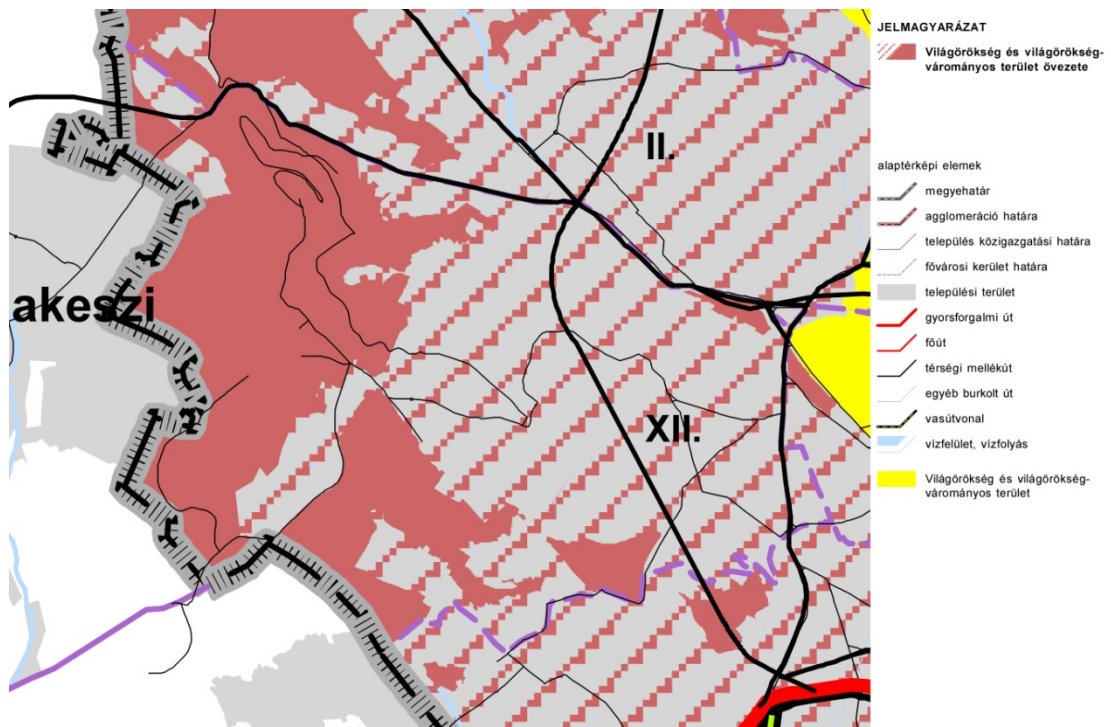 II.
akeszi
XII.
JELMAGYARÁZAT
Világörökség és világörökség-
várományos terület övezete
alaptérképi elemek
megyehatár
agglomeráció határa
település közigazgatási határa
fővárosi kerület határa
települési terület
gyorsforgalmi út
főút
térségi mellékút
egyéb burkolt út
vasútvonal
vízfelület, vízfolyás
Világörökség és világörökség-
várományos terület